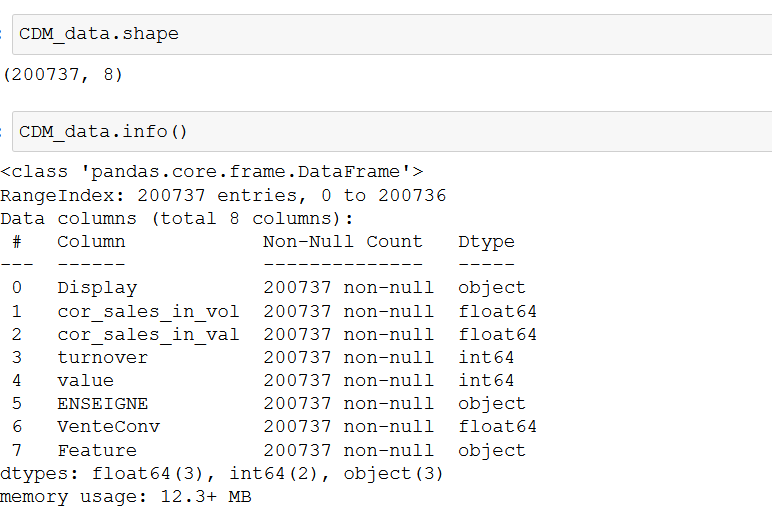 CDM_data.shape
(200737, 8)
CDM_data.info()
<class 'pandas.core.frame.DataFrame'>
RangeIndex: 200737 entries, 0 to 200736
Data columns (total 8 columns):
 #   Column            Non-Null Count   Dtype
---  ------            --------------   -----
 0   Display           200737 non-null  object
 1   cor_sales_in_vol  200737 non-null  float64
 2   cor_sales_in_val  200737 non-null  float64
 3   turnover          200737 non-null  int64
 4   value             200737 non-null  int64
 5   ENSEIGNE          200737 non-null  object
 6   VenteConv         200737 non-null  float64
 7   Feature           200737 non-null  object
dtypes: float64(3), int64(2), object(3)
memory usage: 12.3+ MB